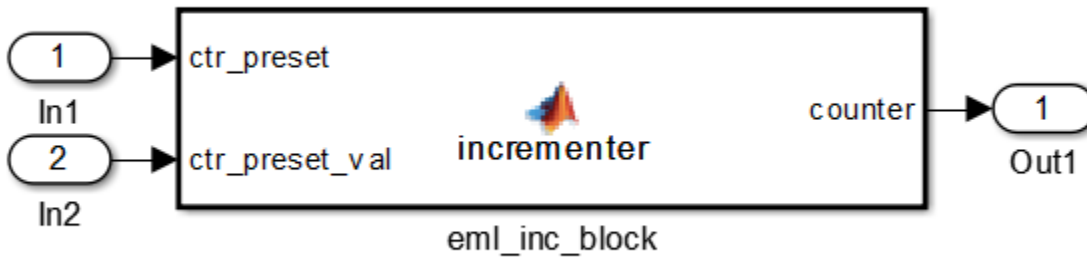 1
In1
2
In2
ctr_preset
ctr_preset_val
incrementer
counter
1
Out1
eml_inc_block